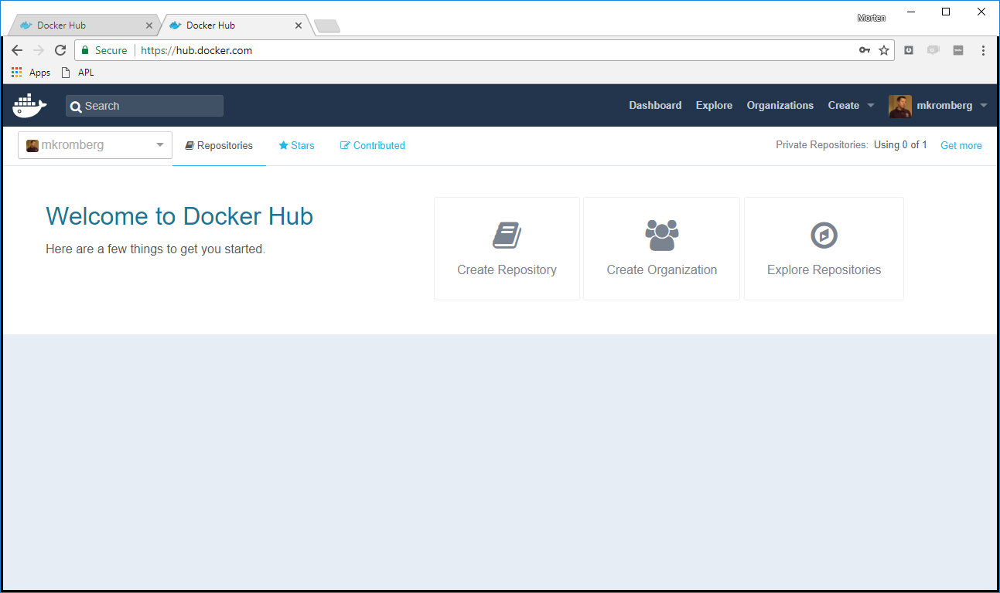 Docker Hub
Docker Hub
Morten
Secure https://hub.docker.com
Apps APL
Search
Dashboard Explore Organizations Create mkromberg
mkromberg Repositories Stars Contributed Private Repositories: Using 0 of 1 Get more
Welcome to Docker Hub
Here are a few things to get you started.
Create Repository
Create Organization
Explore Repositories